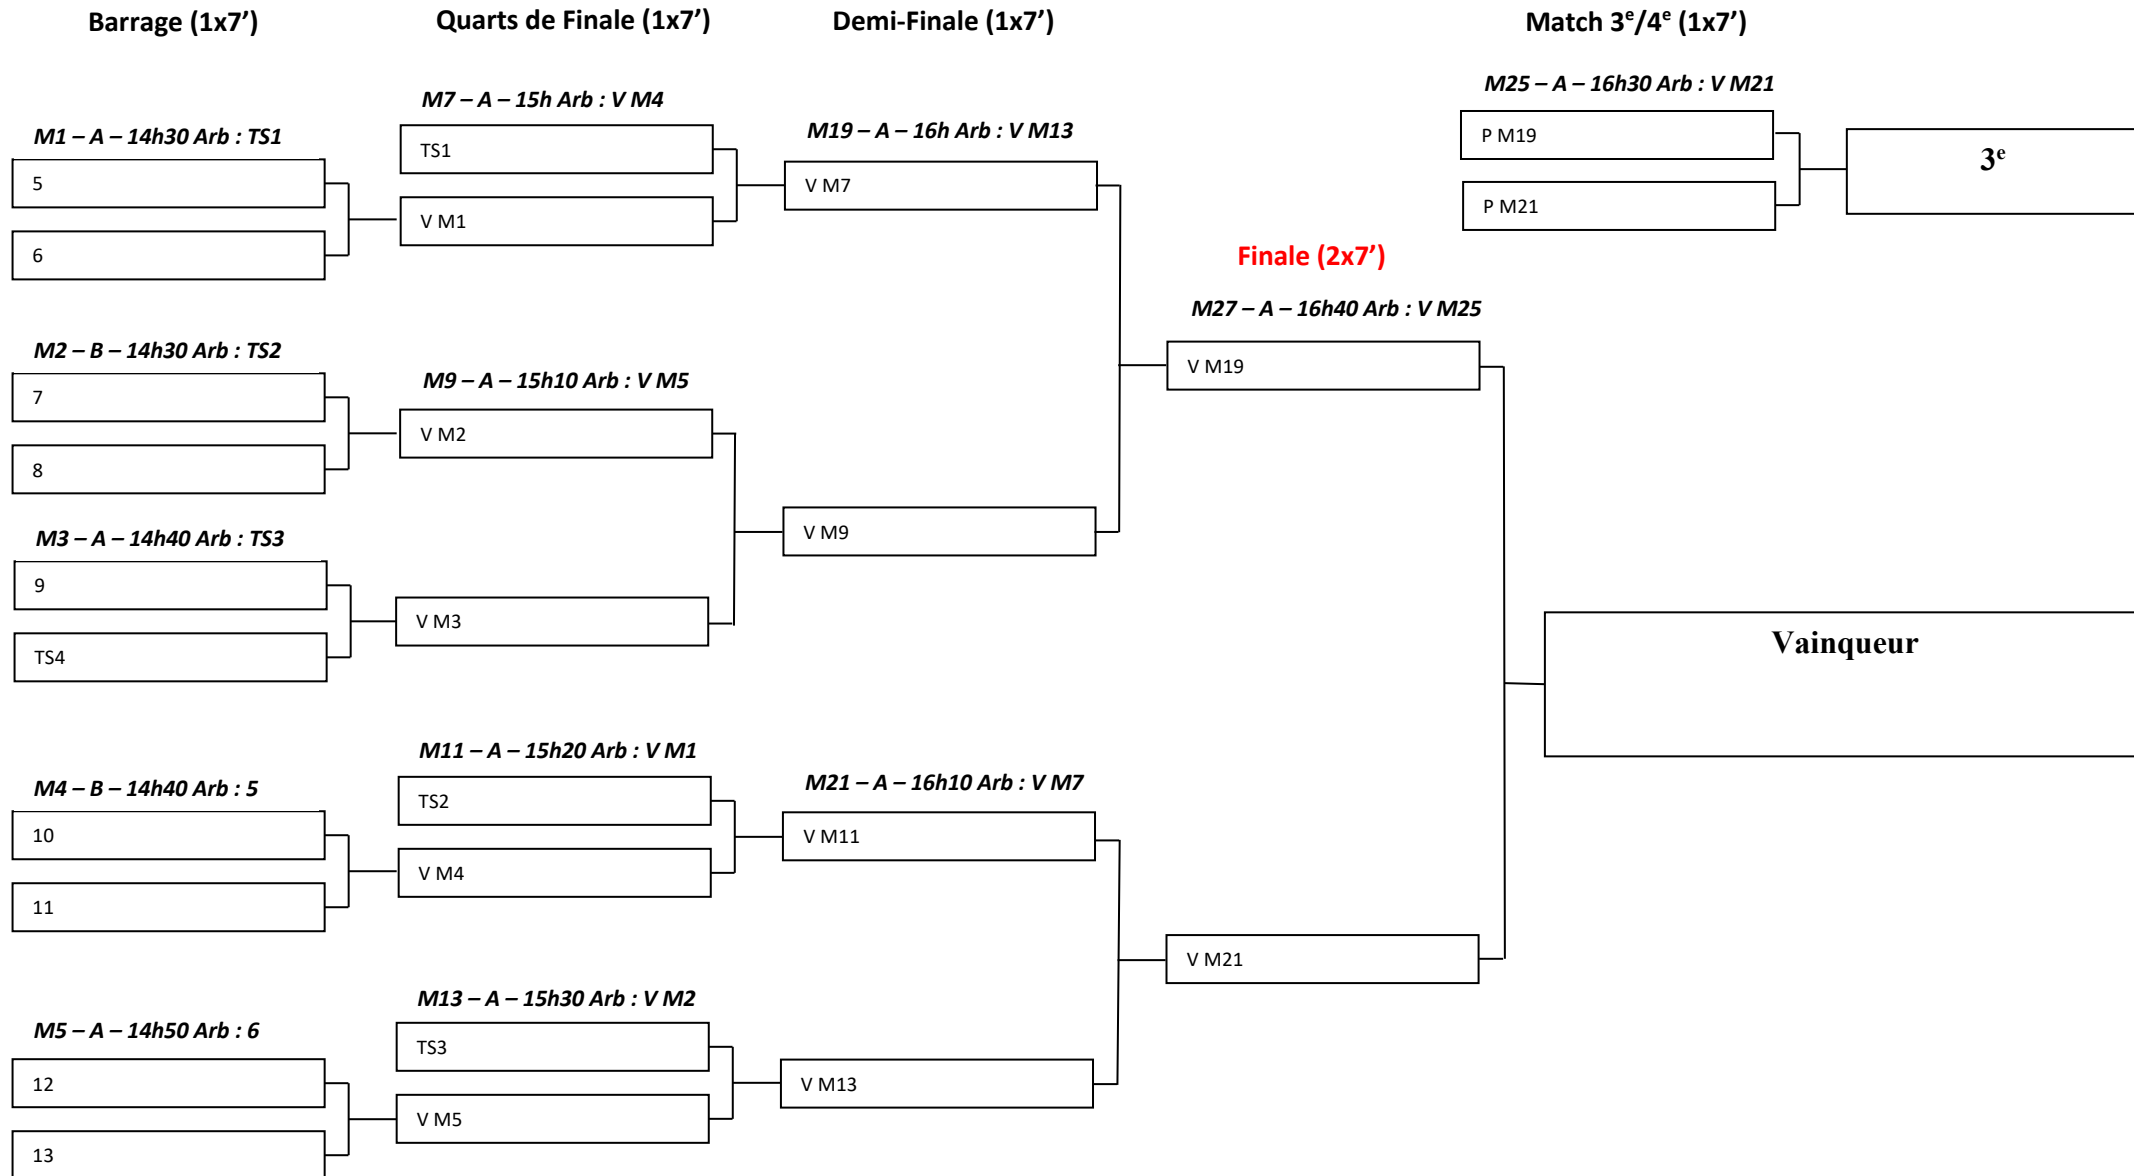 Barrage (1x7’)
Quarts de Finale (1x7’)
Demi-Finale (1x7’)
Match 3e/4e (1x7’)
M1 – A – 14h30 Arb : TS1
5
6
M2 – B – 14h30 Arb : TS2
7
8
M3 – A – 14h40 Arb : TS3
9
TS4
M4 – B – 14h40 Arb : 5
10
11
M5 – A – 14h50 Arb : 6
12
13
M7 – A – 15h Arb : V M4
TS1
V M1
M9 – A – 15h10 Arb : V M5
V M2
V M3
M11 – A – 15h20 Arb : V M1
TS2
V M4
M13 – A – 15h30 Arb : V M2
TS3
V M5
M19 – A – 16h Arb : V M13
V M7
V M9
M21 – A – 16h10 Arb : V M7
V M11
V M13
Finale (2x7’)
M27 – A – 16h40 Arb : V M25
V M19
V M21
M25 – A – 16h30 Arb : V M21
P M19
P M21
3e
Vainqueur